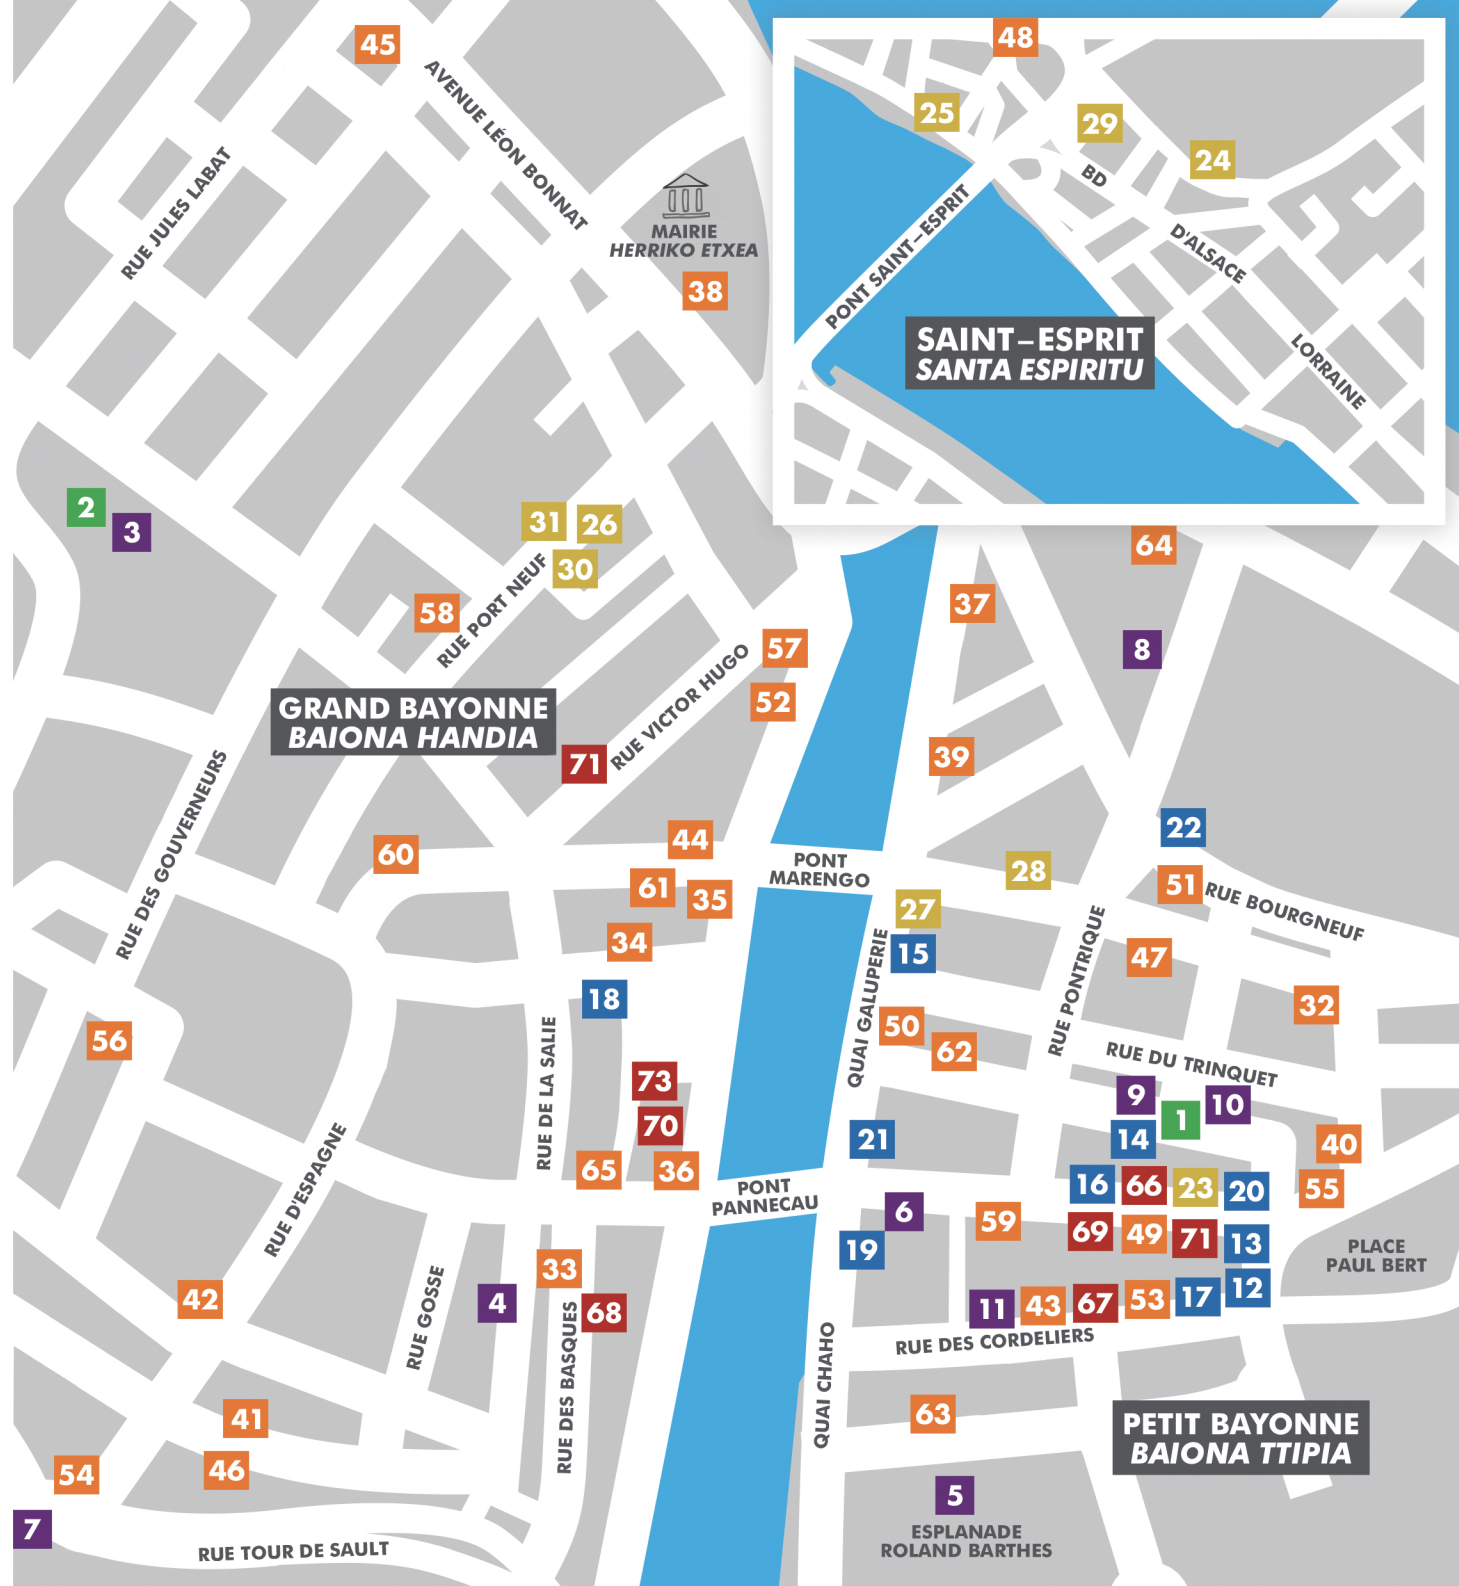 45
48
AVENUE LÉON BONNAT
25
29
24
BD
RUE JULES LABAT
MAIRIE
HERRIKO ETXEA
38
PONT SAINT–ESPRIT
D'ALSACE
SAINT–ESPRIT
SANTA ESPIRITU
LORRAINE
2
3
31
26
30
64
58
RUE PORT NEUF
37
57
8
52
RUE VICTOR HUGO
GRAND BAYONNE
BAIONA HANDIA
71
39
RUE DES GOUVERNEURS
22
44
60
PONT
MARENGO
28
61
35
51
RUE BOURGNEUF
27
34
15
47
RUE PONTRIQUE
QUAI GALUPERIE
18
32
50
62
56
RUE DU TRINQUET
RUE DE LA SALIE
73
9
10
1
70
21
14
40
65
36
16
66
23
20
55
PONT
PANNECAU
RUE D'ESPAGNE
6
59
69
49
71
13
19
PLACE
PAUL BERT
33
42
4
68
11
43
67
53
17
12
RUE GOSSE
RUE DES CORDELIERS
RUE DES BASQUES
QUAI CHAHO
41
63
PETIT BAYONNE
BAIONA TTIPIA
54
46
5
7
ESPLANADE
ROLAND BARTHES
RUE TOUR DE SAULT